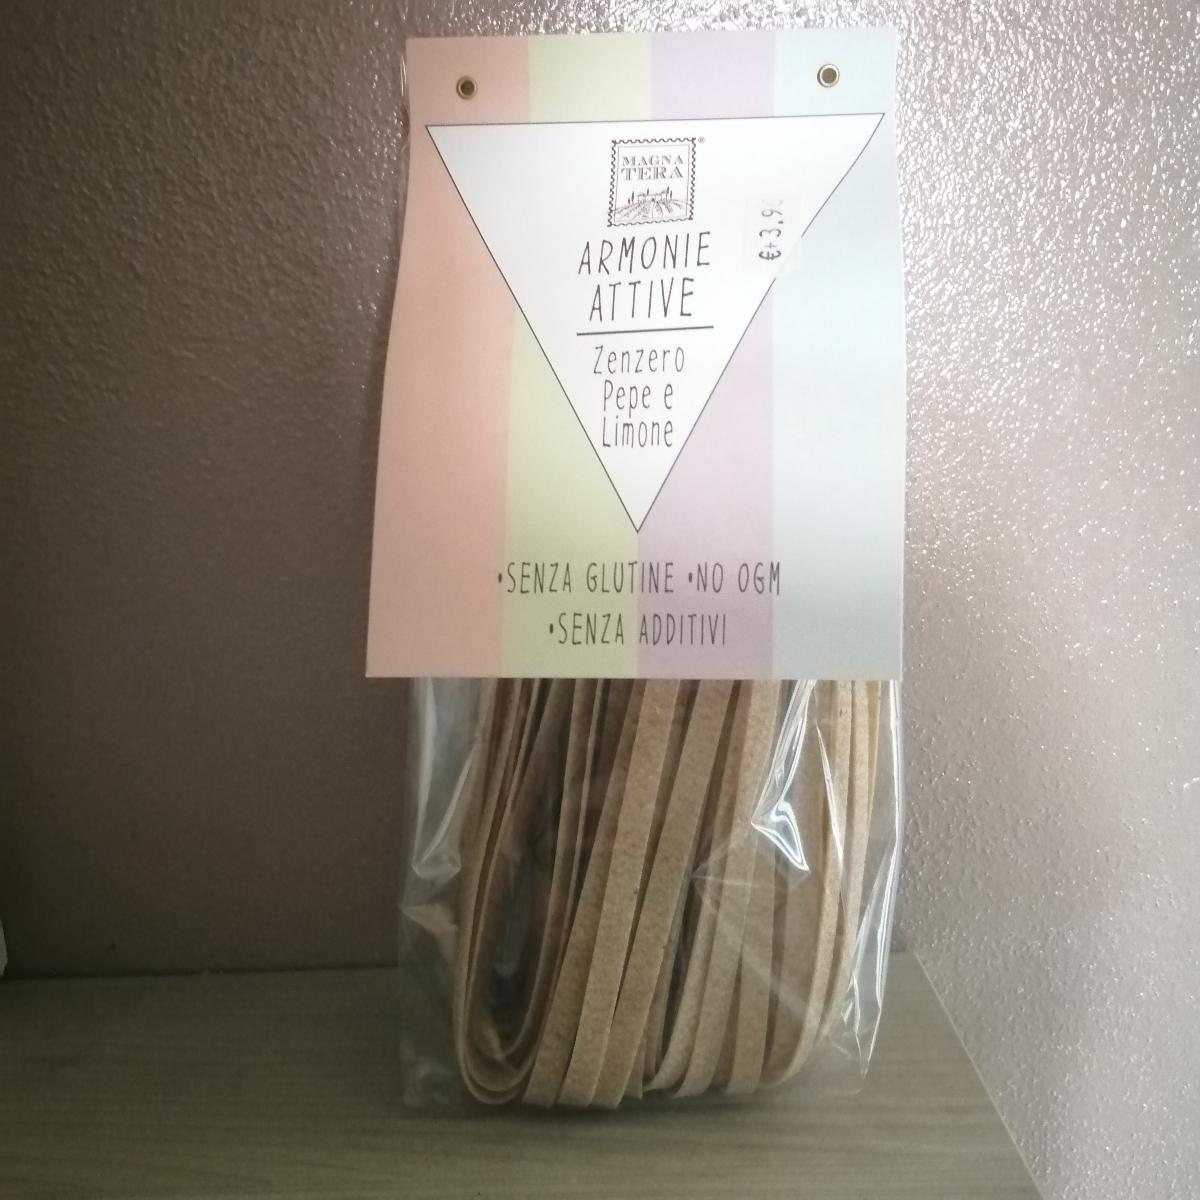 MAGNA
TERA
ARMONIE
ATTIVE
Zenzero
Pepe e
Limone
•SENZA GLUTINE •NO OGM
•SENZA ADDITIVI